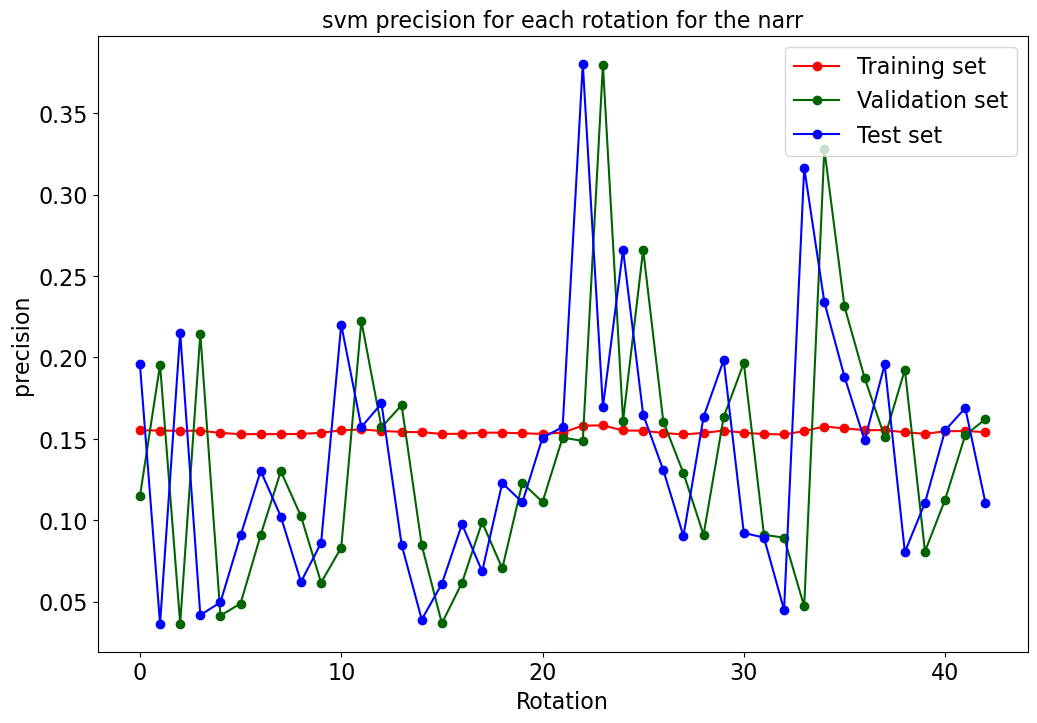 svm precision for each rotation for the narr
Training set
Validation set
Test set
precision
0.35
0.30
0.25
0.20
0.15
0.10
0.05
0 10 20 30 40
Rotation